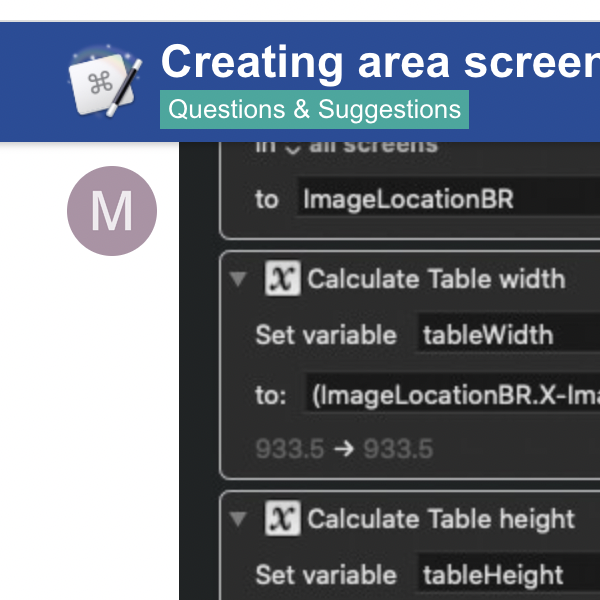 Creating area screen
Questions & Suggestions
M
in all screens
to ImageLocationBR
Calculate Table width
Set variable tableWidth
to: (ImageLocationBR.X-Ima
933.5 → 933.5
Calculate Table height
Set variable tableHeight